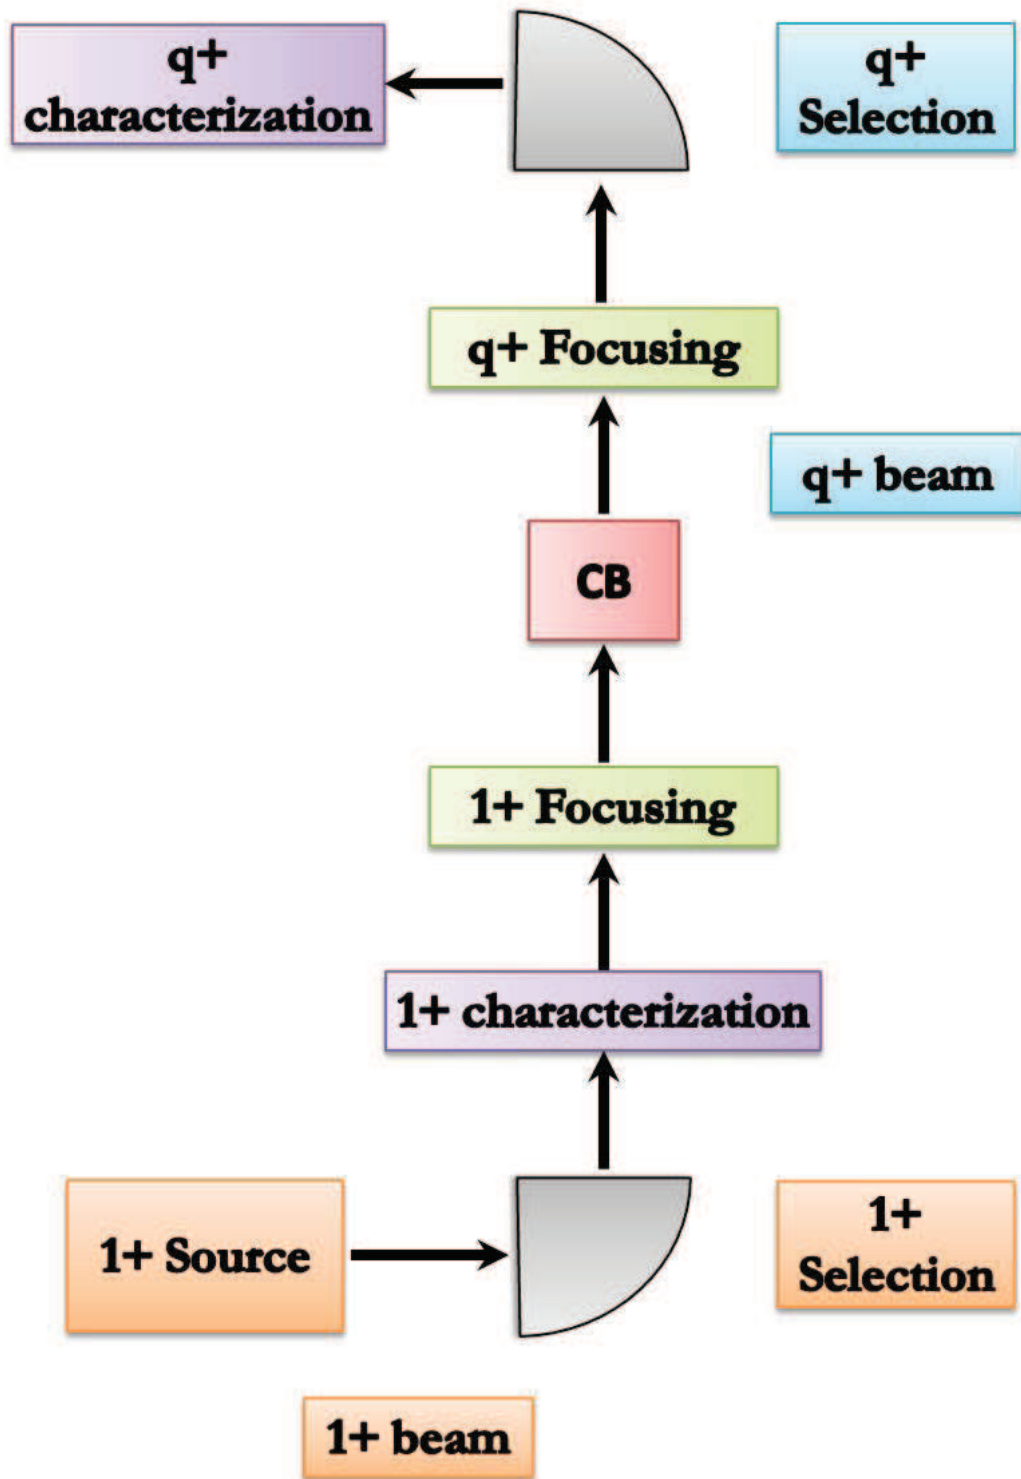 q+
characterization
q+
Selection
q+ Focusing
q+ beam
CB
1+ Focusing
1+ characterization
1+ Source
1+
Selection
1+ beam